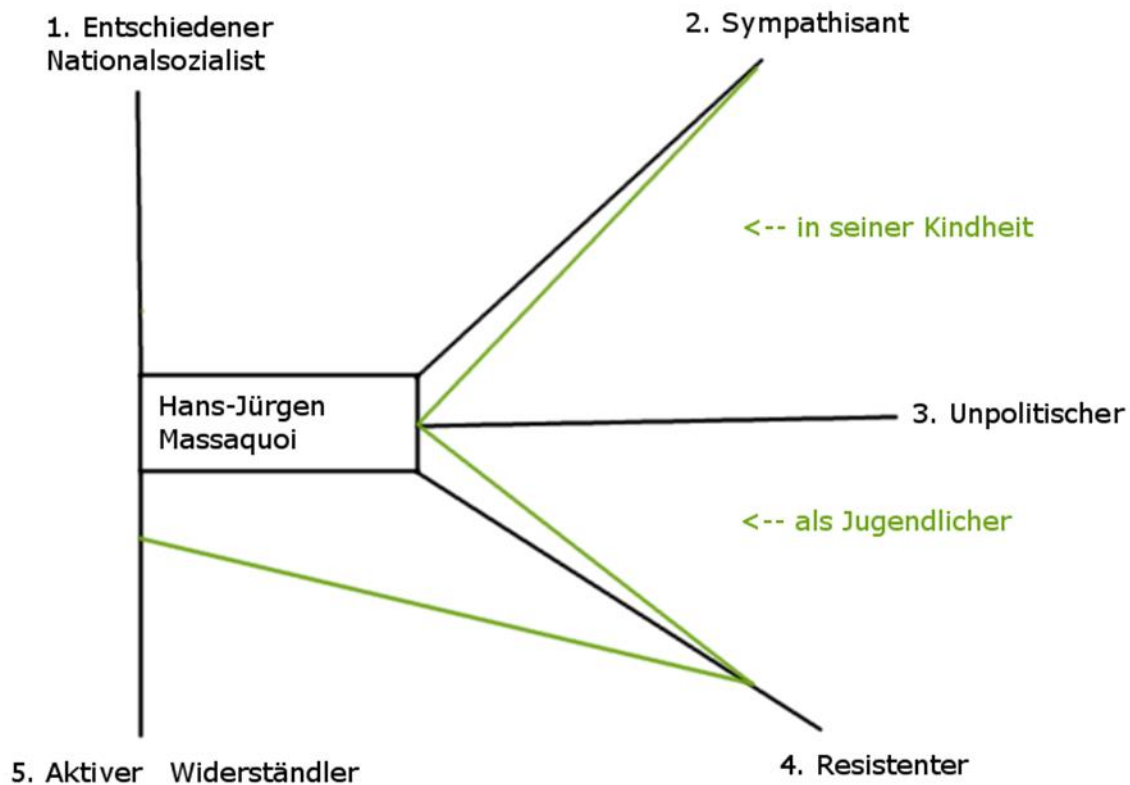 1. Entschiedener
Nationalsozialist
2. Sympathisant
<-- in seiner Kindheit
Hans-Jürgen
Massaquoi
3. Unpolitischer
<-- als Jugendlicher
4. Resistenter
5. Aktiver Widerständler